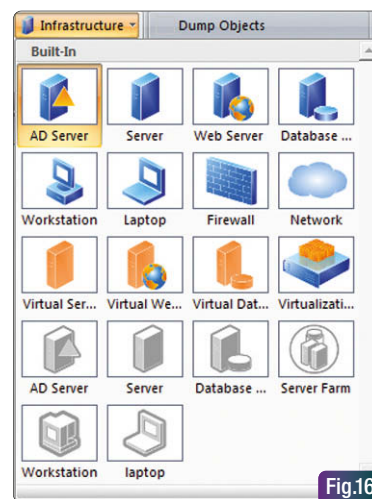 Infrastructure Dump Objects
Built-In
AD Server Server Web Server Database ...
Workstation Laptop Firewall Network
Virtual Ser... Virtual We... Virtual Dat... Virtualizati...
AD Server Server Database ... Server Farm
Workstation laptop
Fig.16